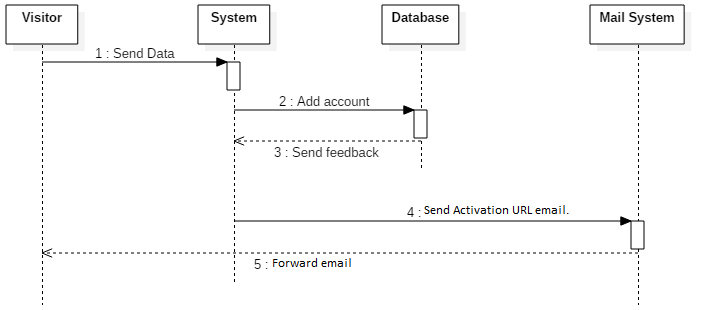 Visitor
System
Database
Mail System
1 : Send Data
2 : Add account
3 : Send feedback
4 : Send Activation URL email.
5 : Forward email